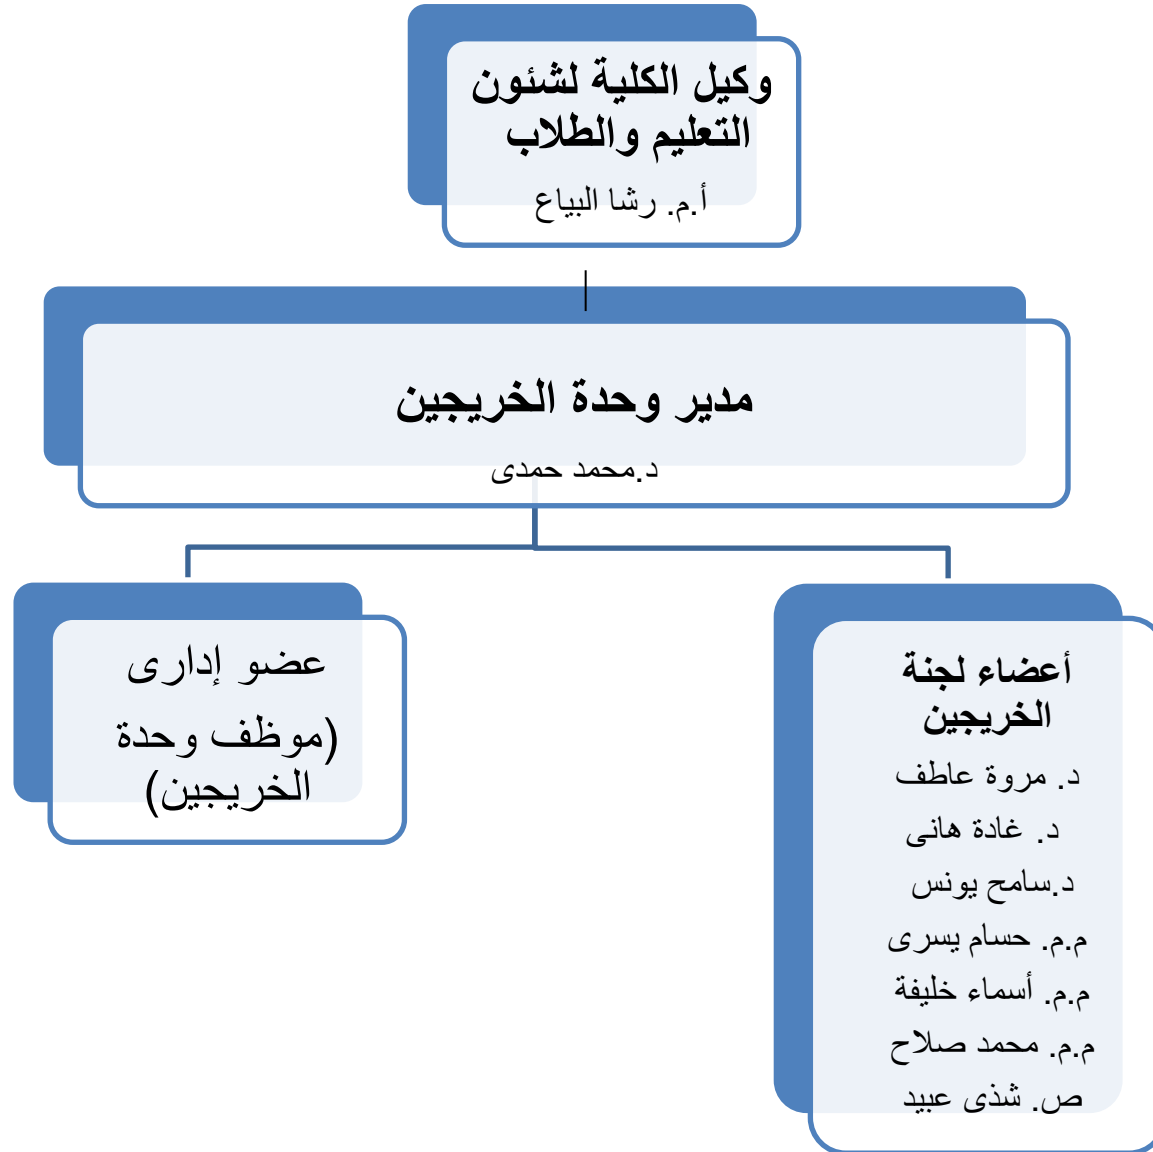 وكيل الكلية لشئون
التعليم والطلاب
أ.م. رشا البياع
مدير وحدة الخريجين
د.محمد حمدى
أعضاء لجنة
الخريجين
د. مروة عاطف
د. غادة هانى
د.سامح يونس
م.م. حسام يسرى
م.م. أسماء خليفة
م.م. محمد صلاح
ص. شذى عبيد
عضو إدارى
(موظف وحدة
الخريجين)